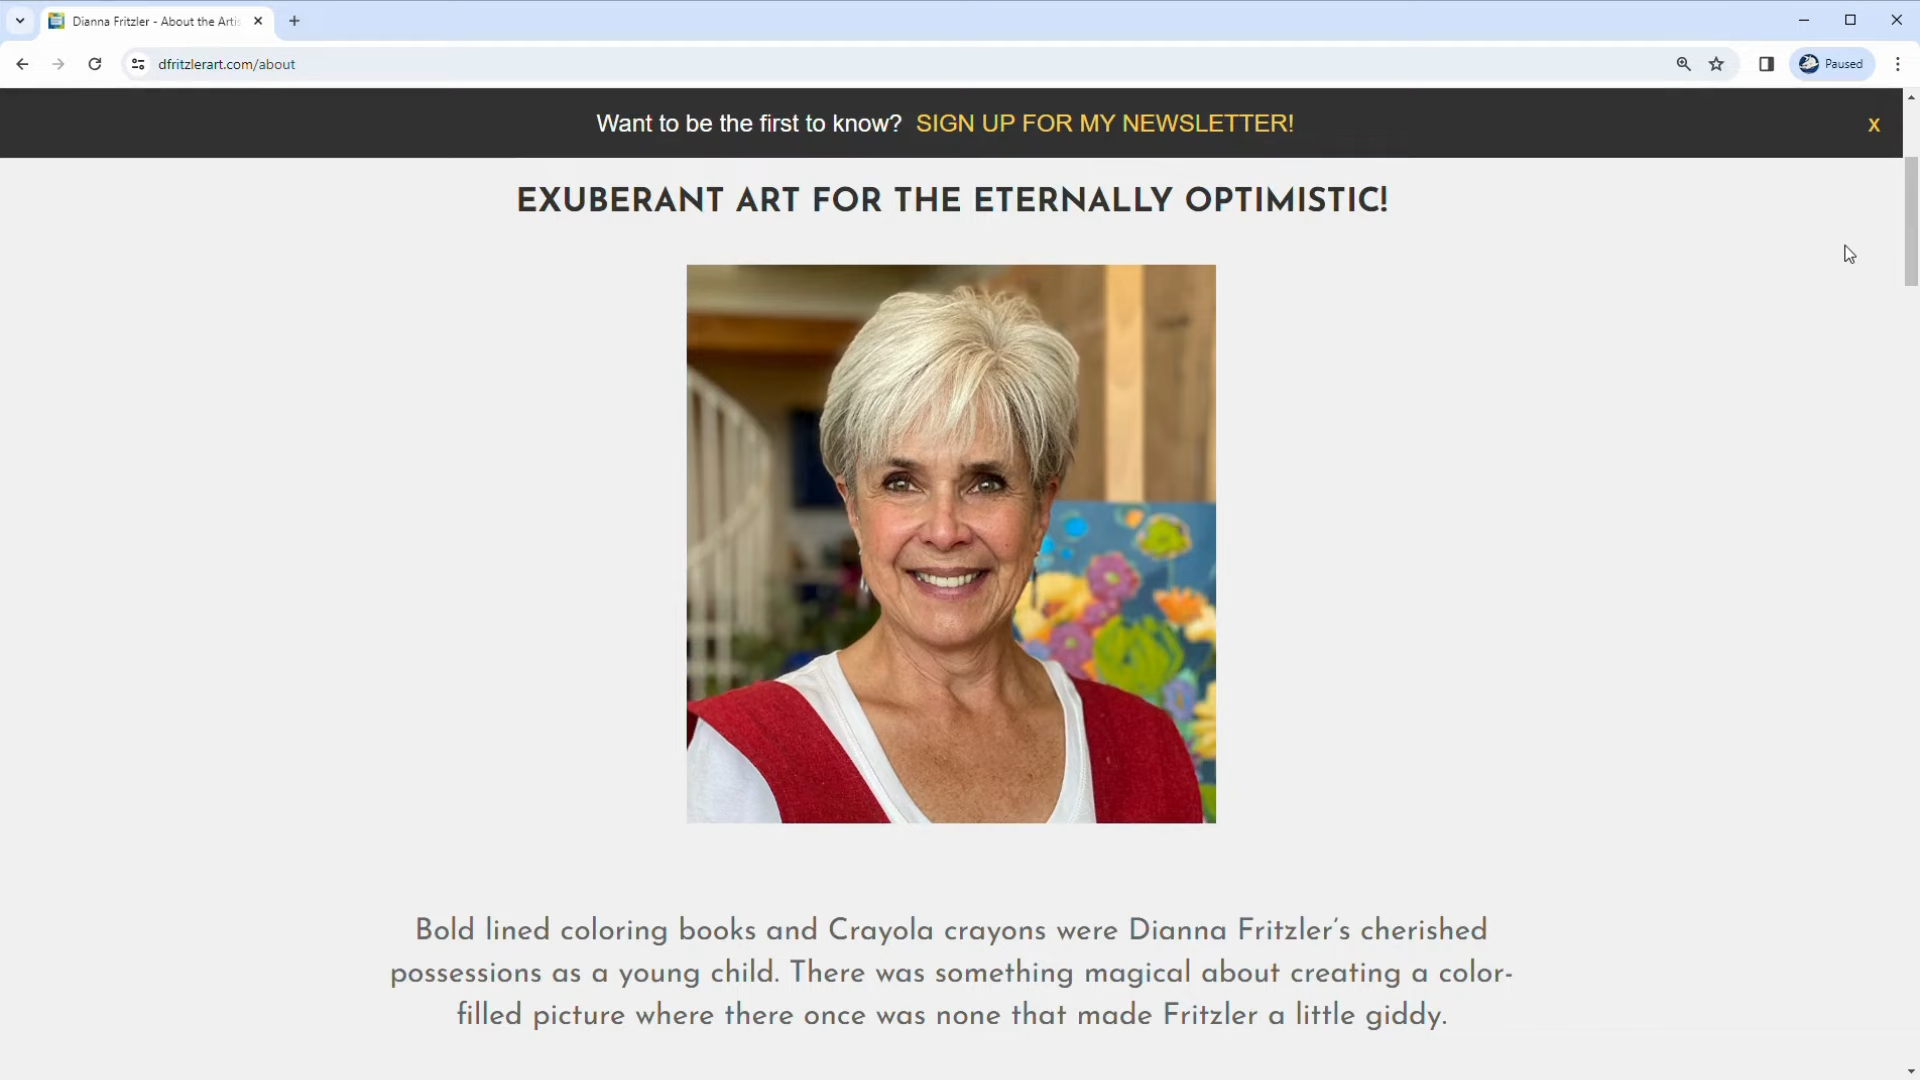 Dianna Fritzler - About the Artis
dfritzlerart.com/about
Paused
Want to be the first to know? SIGN UP FOR MY NEWSLETTER!
x
EXUBERANT ART FOR THE ETERNALLY OPTIMISTIC!
Bold lined coloring books and Crayola crayons were Dianna Fritzler’s cherished
possessions as a young child. There was something magical about creating a color-
filled picture where there once was none that made Fritzler a little giddy.